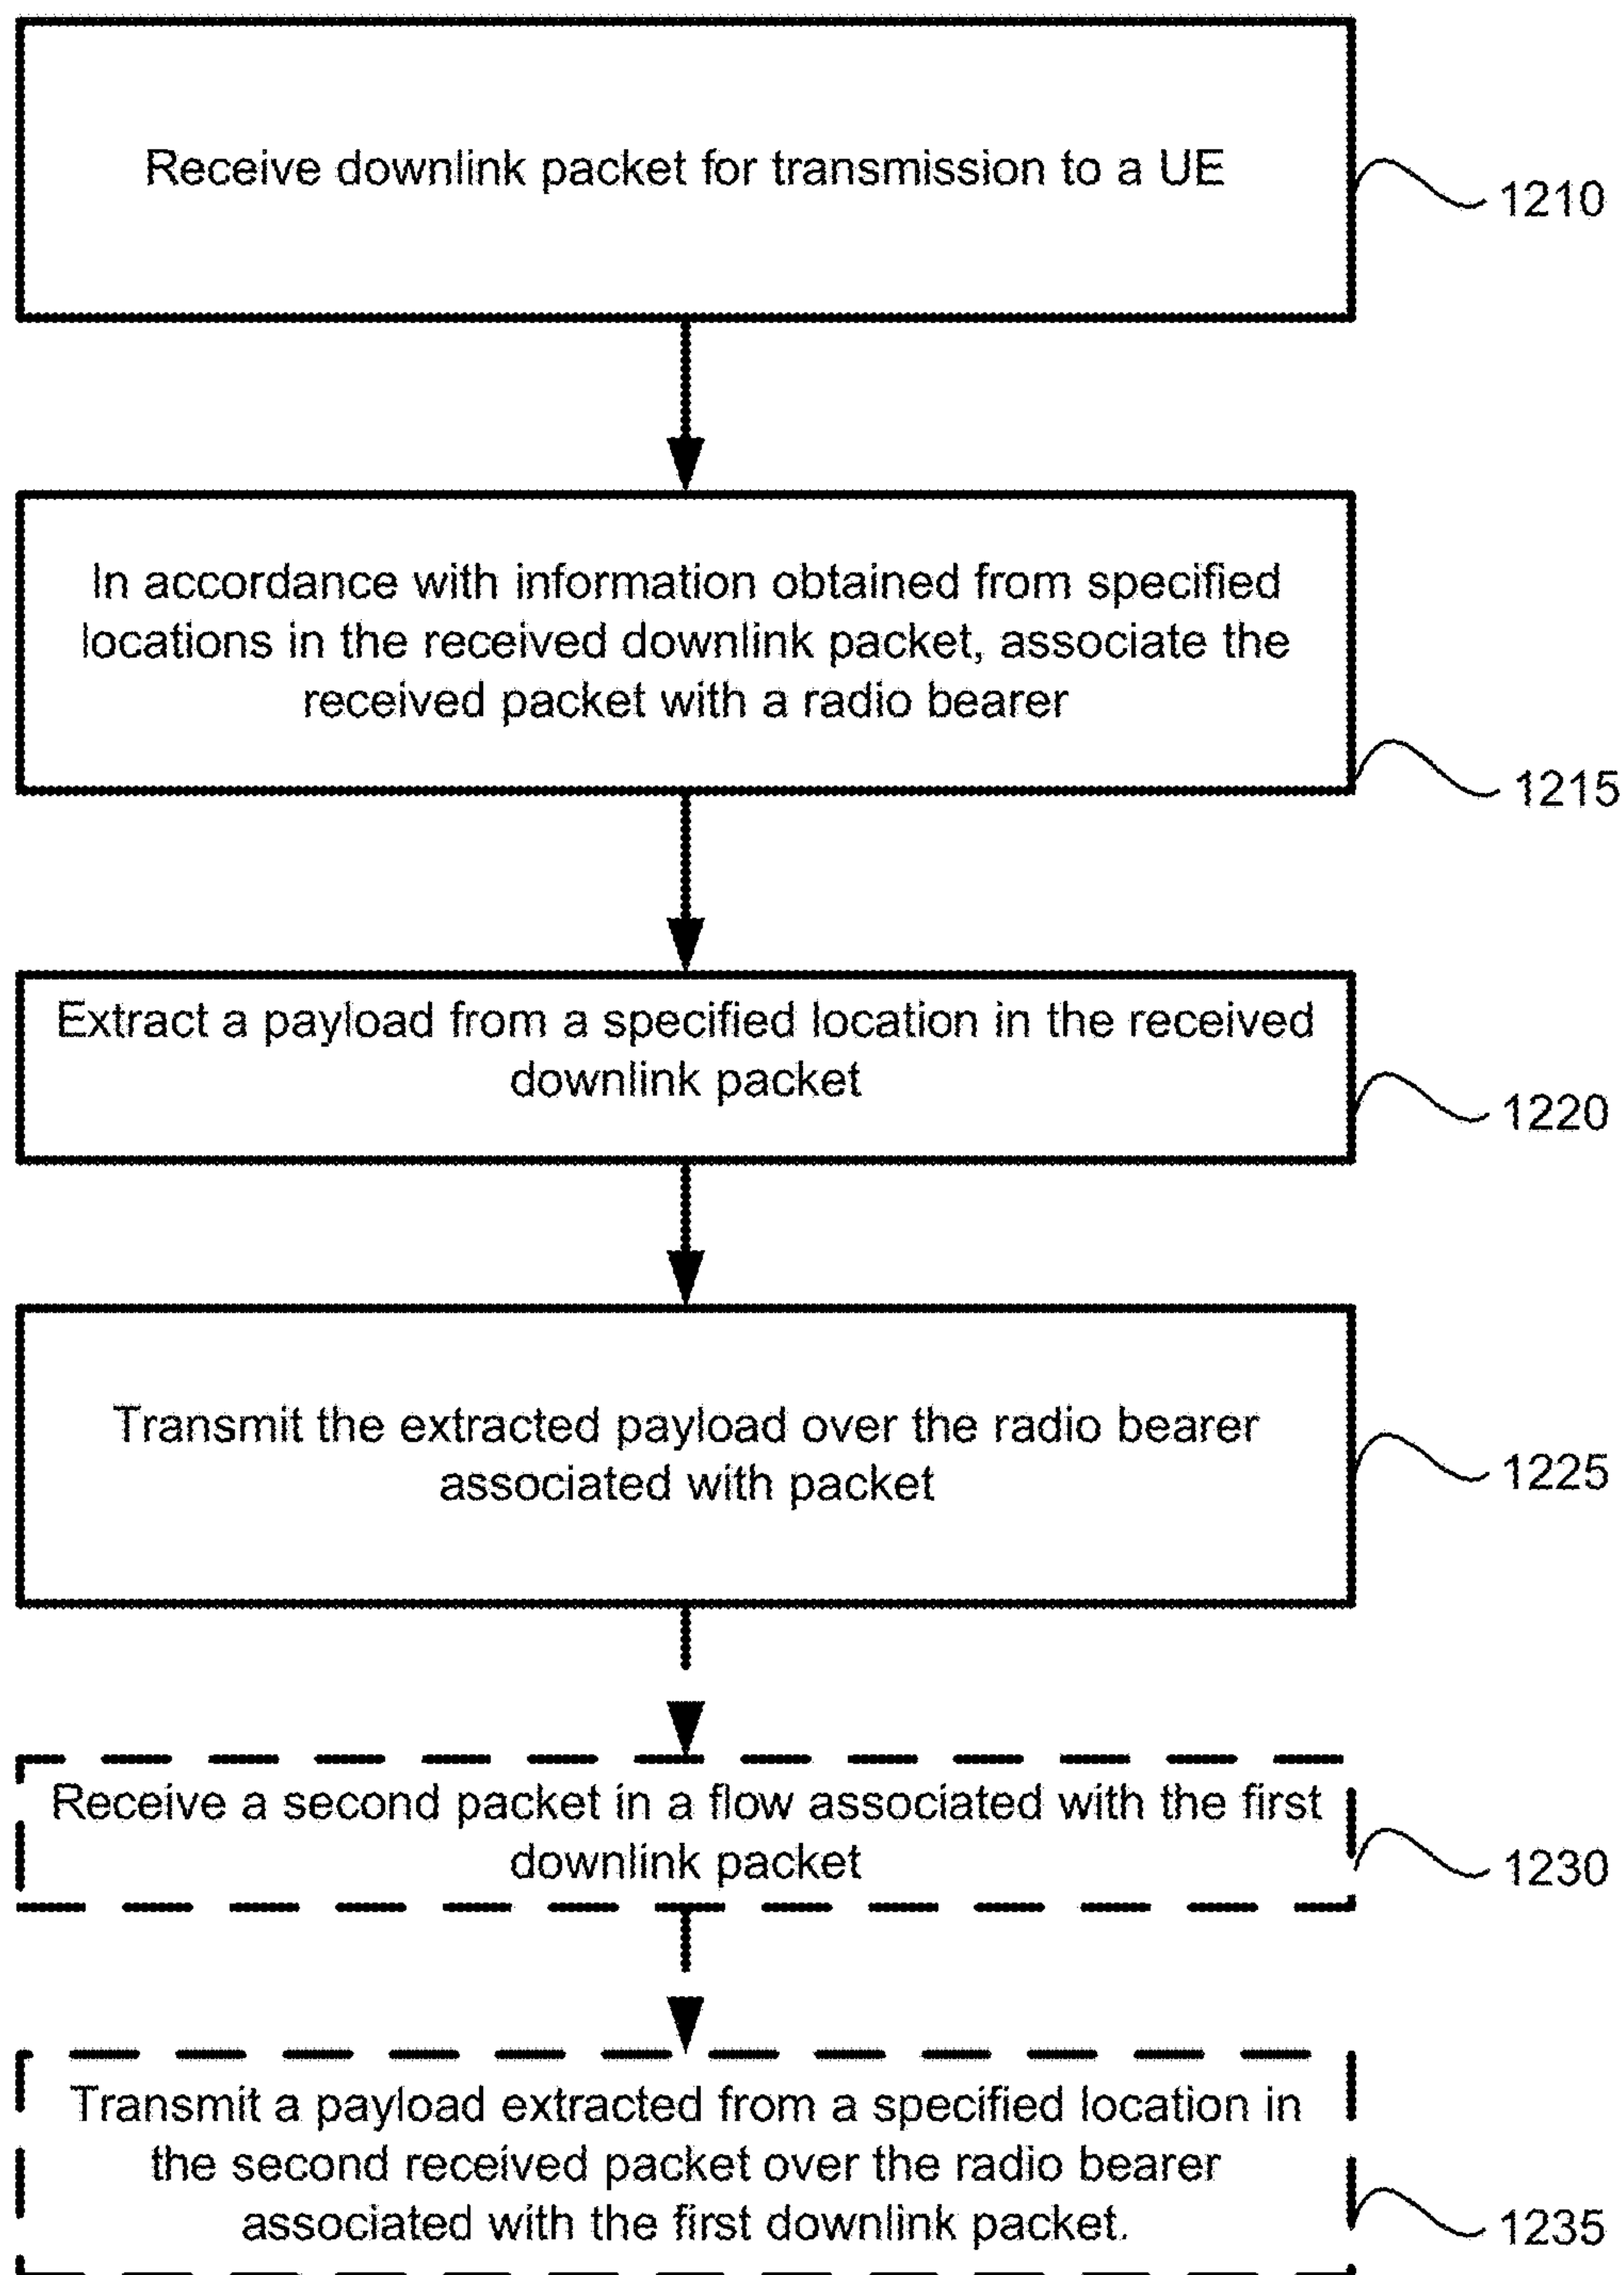 Receive downlink packet for transmission to a UE
1210
In accordance with information obtained from specified
locations in the received downlink packet, associate the
received packet with a radio bearer
1215
Extract a payload from a specified location in the received
downlink packet
1220
Transmit the extracted payload over the radio bearer
associated with packet
1225
Receive a second packet in a flow associated with the first
downlink packet
1230
Transmit a payload extracted from a specified location in
the second received packet over the radio bearer
associated with the first downlink packet.
1235